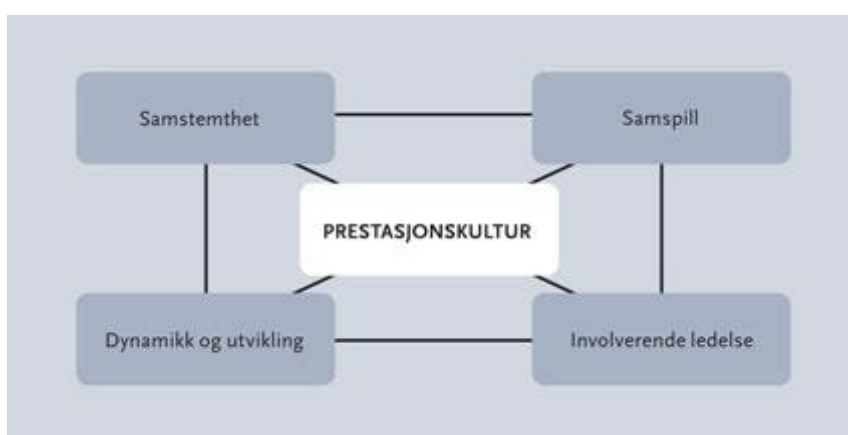 Samstemthet
Samspill
PRESTASJONSKULTUR
Dynamikk og utvikling
Involverende ledelse